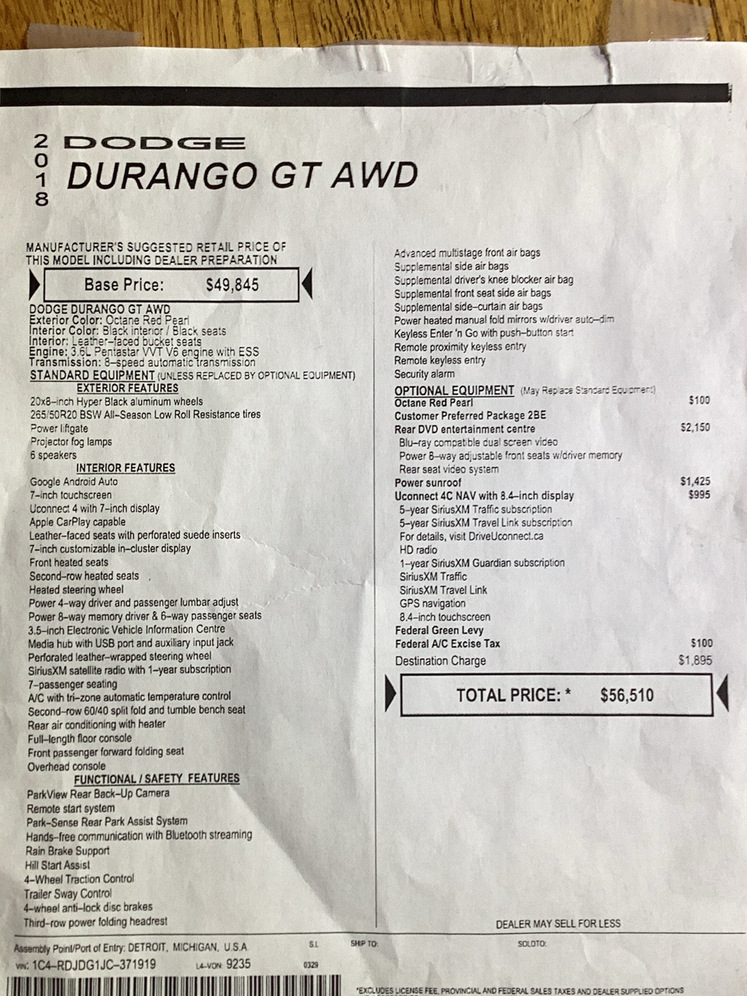 2018
DODGE
DURANGO GT AWD
MANUFACTURER'S SUGGESTED RETAIL PRICE OF
THIS MODEL INCLUDING DEALER PREPARATION
Base Price: $49,845
DODGE DURANGO GT AWD
Exterior Color: Octane Red Pearl
Interior Color: Black interior / Black seats
Interior: Leather-faced bucket seats
Engine: 3.6L Pentastar VVT V6 engine with ESS
Transmission: 8-speed automatic transmission
STANDARD EQUIPMENT (UNLESS REPLACED BY OPTIONAL EQUIPMENT)
EXTERIOR FEATURES
20x8-inch Hyper Black aluminum wheels
265/50R20 BSW All-Season Low Roll Resistance tires
Power liftgate
Projector fog lamps
6 speakers
INTERIOR FEATURES
Google Android Auto
7-inch touchscreen
Uconnect 4 with 7-inch display
Apple CarPlay capable
Leather-faced seats with perforated suede inserts
7-inch customizable in-cluster display
Front heated seats
Second-row heated seats
Heated steering wheel
Power 4-way driver and passenger lumbar adjust
Power 8-way memory driver & 6-way passenger seats
3.5-inch Electronic Vehicle Information Centre
Media hub with USB port and auxiliary input jack
Perforated leather-wrapped steering wheel
SiriusXM satellite radio with 1-year subscription
7-passenger seating
A/C with tri-zone automatic temperature control
Second-row 60/40 split fold and tumble bench seat
Rear air conditioning with heater
Full-length floor console
Front passenger forward folding seat
Overhead console
FUNCTIONAL / SAFETY FEATURES
ParkView Rear Back-Up Camera
Remote start system
Park-Sense Rear Park Assist System
Hands-free communication with Bluetooth streaming
Rain Brake Support
Hill Start Assist
4-Wheel Traction Control
Trailer Sway Control
4-wheel anti-lock disc brakes
Third-row power folding headrest
Advanced multistage front air bags
Supplemental side air bags
Supplemental driver's knee blocker air bag
Supplemental front seat side air bags
Supplemental side-curtain air bags
Power heated manual fold mirrors w/driver auto-dim
Keyless Enter 'n Go with push-button start
Remote proximity keyless entry
Remote keyless entry
Security alarm
OPTIONAL EQUIPMENT (May Replace Standard Equipment)
Octane Red Pearl $100
Customer Preferred Package 2BE
Rear DVD entertainment centre $2,150
Blu-ray compatible dual screen video
Power 8-way adjustable front seats w/driver memory
Rear seat video system
Power sunroof $1,425
Uconnect 4C NAV with 8.4-inch display $995
5-year SiriusXM Traffic subscription
5-year SiriusXM Travel Link subscription
For details, visit DriveUconnect.ca
HD radio
1-year SiriusXM Guardian subscription
SiriusXM Traffic
SiriusXM Travel Link
GPS navigation
8.4-inch touchscreen
Federal Green Levy
Federal A/C Excise Tax $100
Destination Charge $1,895
TOTAL PRICE: * $56,510
DEALER MAY SELL FOR LESS
Assembly Point/Port of Entry: DETROIT, MICHIGAN, U.S.A S.I. SHIP TO: SOLD TO:
VIN: 1C4-RDJDG1JC-371919 L4-VON: 9235 0329
*EXCLUDES LICENSE FEE, PROVINCIAL AND FEDERAL SALES TAXES AND DEALER SUPPLIED OPTIONS